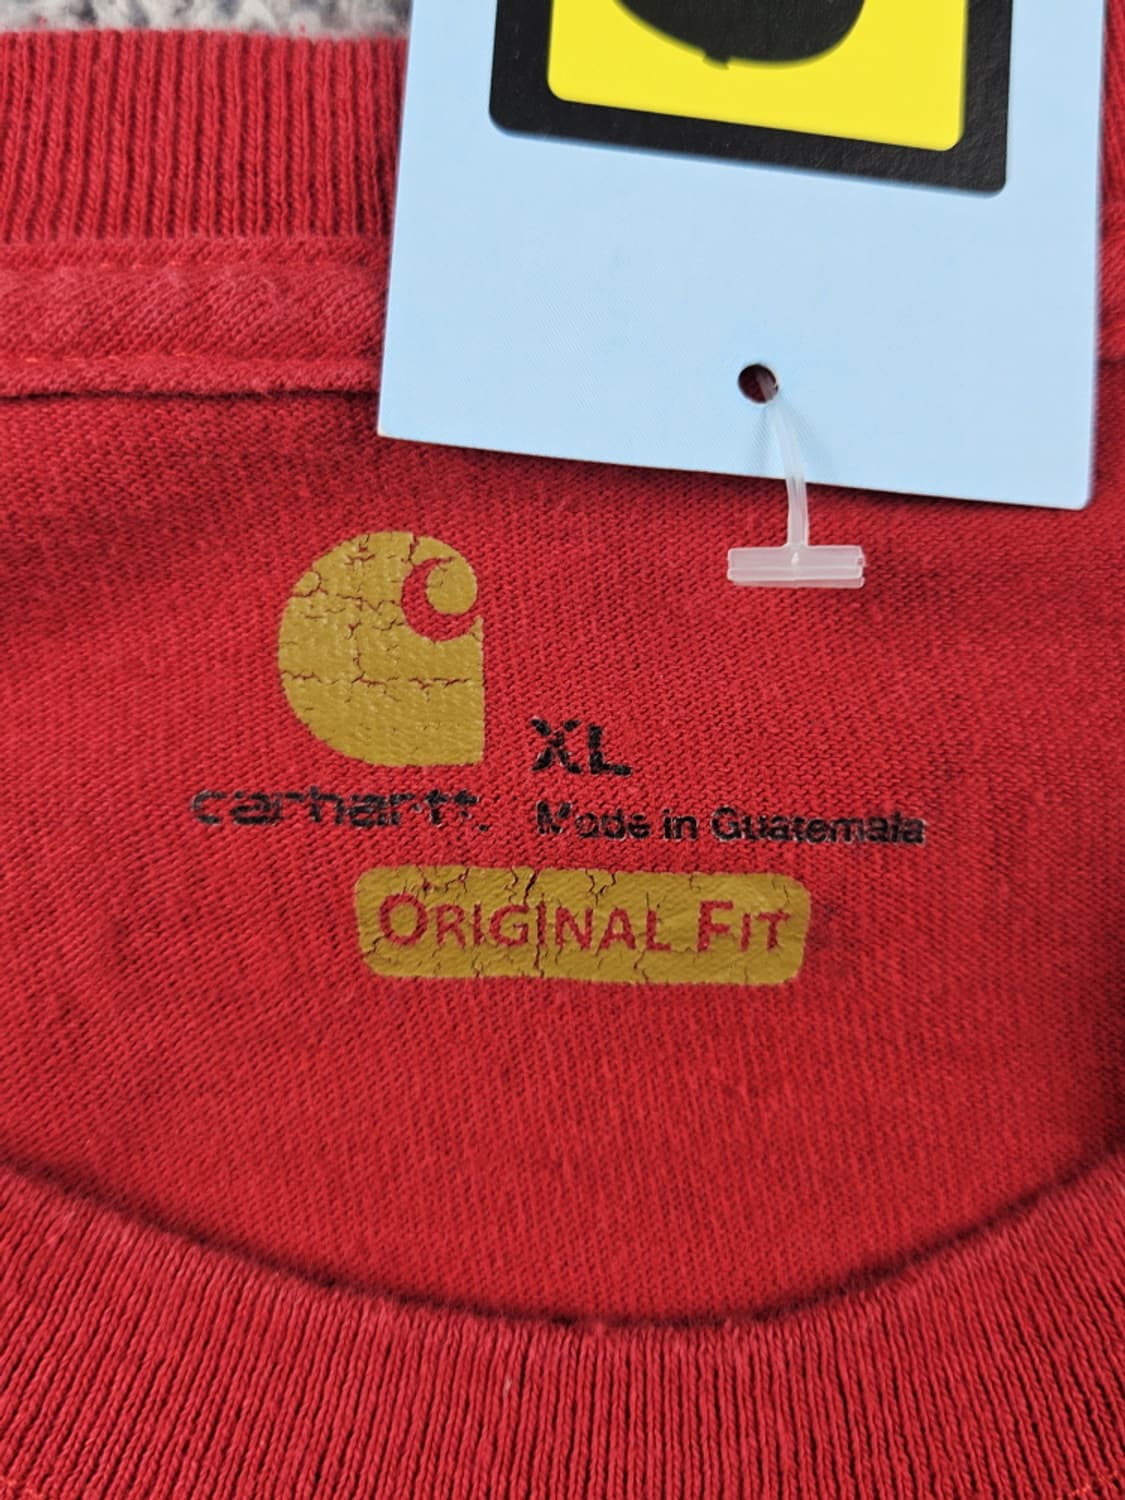 XL
carhartt. Made in Guatemala
ORIGINAL FIT